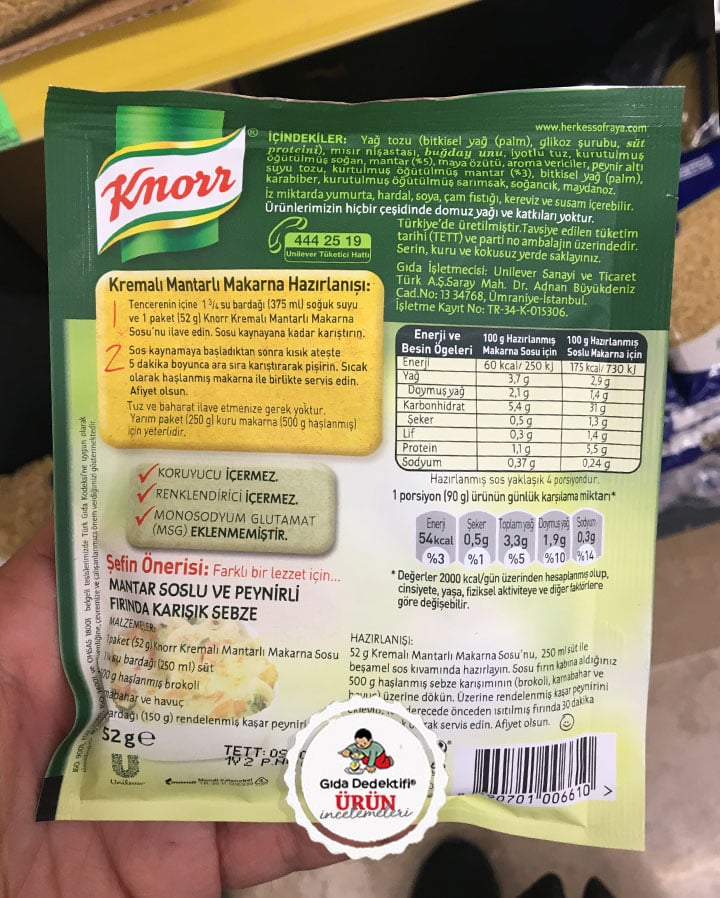 www.herkessofraya.com
Knorr®
İÇİNDEKİLER: Yağ tozu (bitkisel yağ (palm), glikoz şurubu, süt
proteini), mısır nişastası, buğday unu, iyotlu tuz, kurutulmuş
öğütülmüş soğan, mantar (%5), maya özütü, aroma vericiler, peynir altı
suyu tozu, kurtulmuş öğütülmüş mantar (%3), bitkisel yağ (palm),
karabiber, kurutulmuş öğütülmüş sarımsak, soğancık, maydanoz.
İz miktarda yumurta, hardal, soya, çam fıstığı, kereviz ve susam içerebilir.
Ürünlerimizin hiçbir çeşidinde domuz yağı ve katkıları yoktur.
444 25 19
Unilever Tüketici Hattı
Türkiye'de üretilmiştir.Tavsiye edilen tüketim
tarihi (TETT) ve parti no ambalajın üzerindedir.
Serin, kuru ve kokusuz yerde saklayınız.
Gıda İşletmecisi: Unilever Sanayi ve Ticaret
Türk A.Ş.Saray Mah. Dr. Adnan Büyükdeniz
Cad.No: 13 34768, Ümraniye-İstanbul.
İşletme Kayıt No: TR-34-K-015306.
Kremalı Mantarlı Makarna Hazırlanışı:
1 Tencerenin içine 1 3/4 su bardağı (375 ml) soğuk suyu
ve 1 paket (52 g) Knorr Kremalı Mantarlı Makarna
Sosu'nu ilave edin. Sosu kaynayana kadar karıştırın.
2 Sos kaynamaya başladıktan sonra kısık ateşte
5 dakika boyunca ara sıra karıştırarak pişirin. Sıcak
olarak haşlanmış makarna ile birlikte servis edin.
Afiyet olsun.
Tuz ve baharat ilave etmenize gerek yoktur.
Yarım paket (250 g) kuru makarna (500 g haşlanmış)
için yeterlidir.
Enerji ve Besin Ögeleri 100 g Hazırlanmış Makarna Sosu için 100 g Hazırlanmış Soslu Makarna için
Enerji 60 kcal/ 250 kJ 175 kcal/ 730 kJ
Yağ 3,7 g 2,9 g
Doymuş yağ 2,1 g 1,4 g
Karbonhidrat 5,4 g 31 g
Şeker 0,5 g 1,3 g
Lif 0,3 g 1,4 g
Protein 1,1 g 5,5 g
Sodyum 0,37 g 0,24 g
Hazırlanmış sos yaklaşık 4 porsiyondur.
1 porsiyon (90 g) ürünün günlük karşılama miktarı*
Enerji Şeker Toplam yağ Doymuş yağ Sodyum
54kcal 0,5g 3,3g 1,9g 0,3g
%3 %1 %5 %10 %14
* Değerler 2000 kcal/gün üzerinden hesaplanmış olup,
cinsiyete, yaşa, fiziksel aktiviteye ve diğer faktörlere
göre değişebilir.
KORUYUCU İÇERMEZ.
RENKLENDİRİCİ İÇERMEZ.
MONOSODYUM GLUTAMAT
(MSG) EKLENMEMİŞTİR.
Şefin Önerisi: Farklı bir lezzet için...
MANTAR SOSLU VE PEYNİRLİ
FIRINDA KARIŞIK SEBZE
MALZEMELER:
paket (52 g) Knorr Kremalı Mantarlı Makarna Sosu
su bardağı (250 ml) süt
00 g haşlanmış brokoli
nabahar ve havuç
ardağı (150 g) rendelenmiş kaşar peyniri
HAZIRLANIŞI:
52 g Kremalı Mantarlı Makarna Sosu'nu, 250 ml süt ile
beşamel sos kıvamında hazırlayın. Sosu fırın kabına aldığınız
500 g haşlanmış sebze karışımının (brokoli, karnabahar ve
havuç) üzerine dökün. Üzerine rendelenmiş kaşar peynirini
derecede önceden ısıtılmış fırında 30 dakika
servis edin. Afiyet olsun.
52 g e
TETT:
1Y 2 P.N
Unilever
Gıda Dedektifi®
ÜRÜN
incelemeleri
701 006610 >